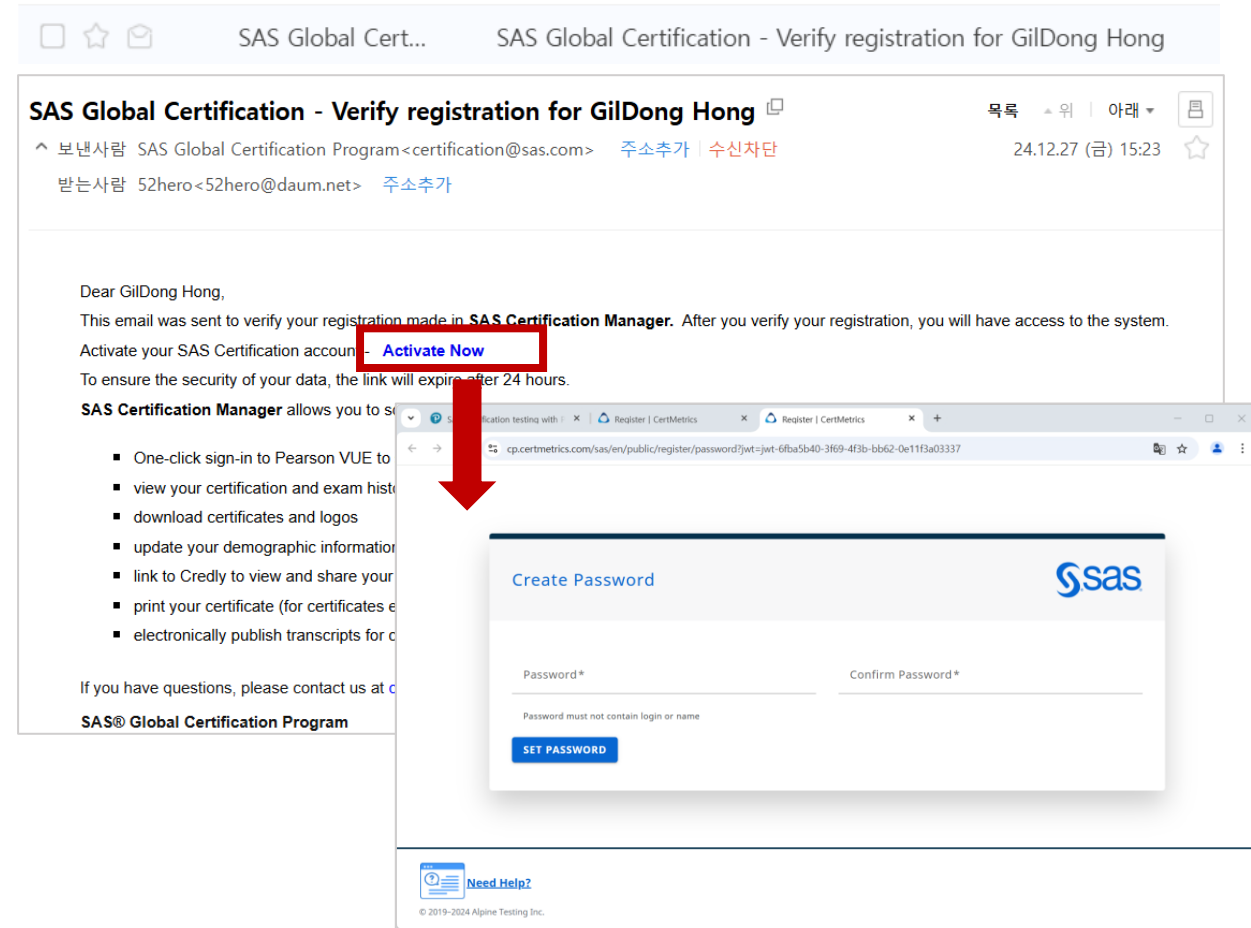 SAS Global Cert... SAS Global Certification - Verify registration for GilDong Hong
SAS Global Certification - Verify registration for GilDong Hong 목록 위 아래
보낸사람 SAS Global Certification Program<certification@sas.com> 주소추가 수신차단 24.12.27 (금) 15:23
받는사람 52hero<52hero@daum.net> 주소추가
Dear GilDong Hong,
This email was sent to verify your registration made in SAS Certification Manager. After you verify your registration, you will have access to the system.
Activate your SAS Certification account - Activate Now
To ensure the security of your data, the link will expire after 24 hours.
SAS Certification Manager allows you to
▪ One-click sign-in to Pearson VUE to
▪ view your certification and exam
▪ download certificates and logos
▪ update your demographic information
▪ link to Credly to view and share your
▪ print your certificate (for certificates
▪ electronically publish transcripts for
If you have questions, please contact us at
SAS® Global Certification Program
fication testing with Register | CertMetrics Register | CertMetrics
cp.certmetrics.com/sas/en/public/register/password?jwt=jwt-6fba5b40-3f69-4f3b-bb62-0e11f3a03337
Create Password
sas
Password* Confirm Password*
Password must not contain login or name
SET PASSWORD
Need Help?
© 2019-2024 Alpine Testing Inc.